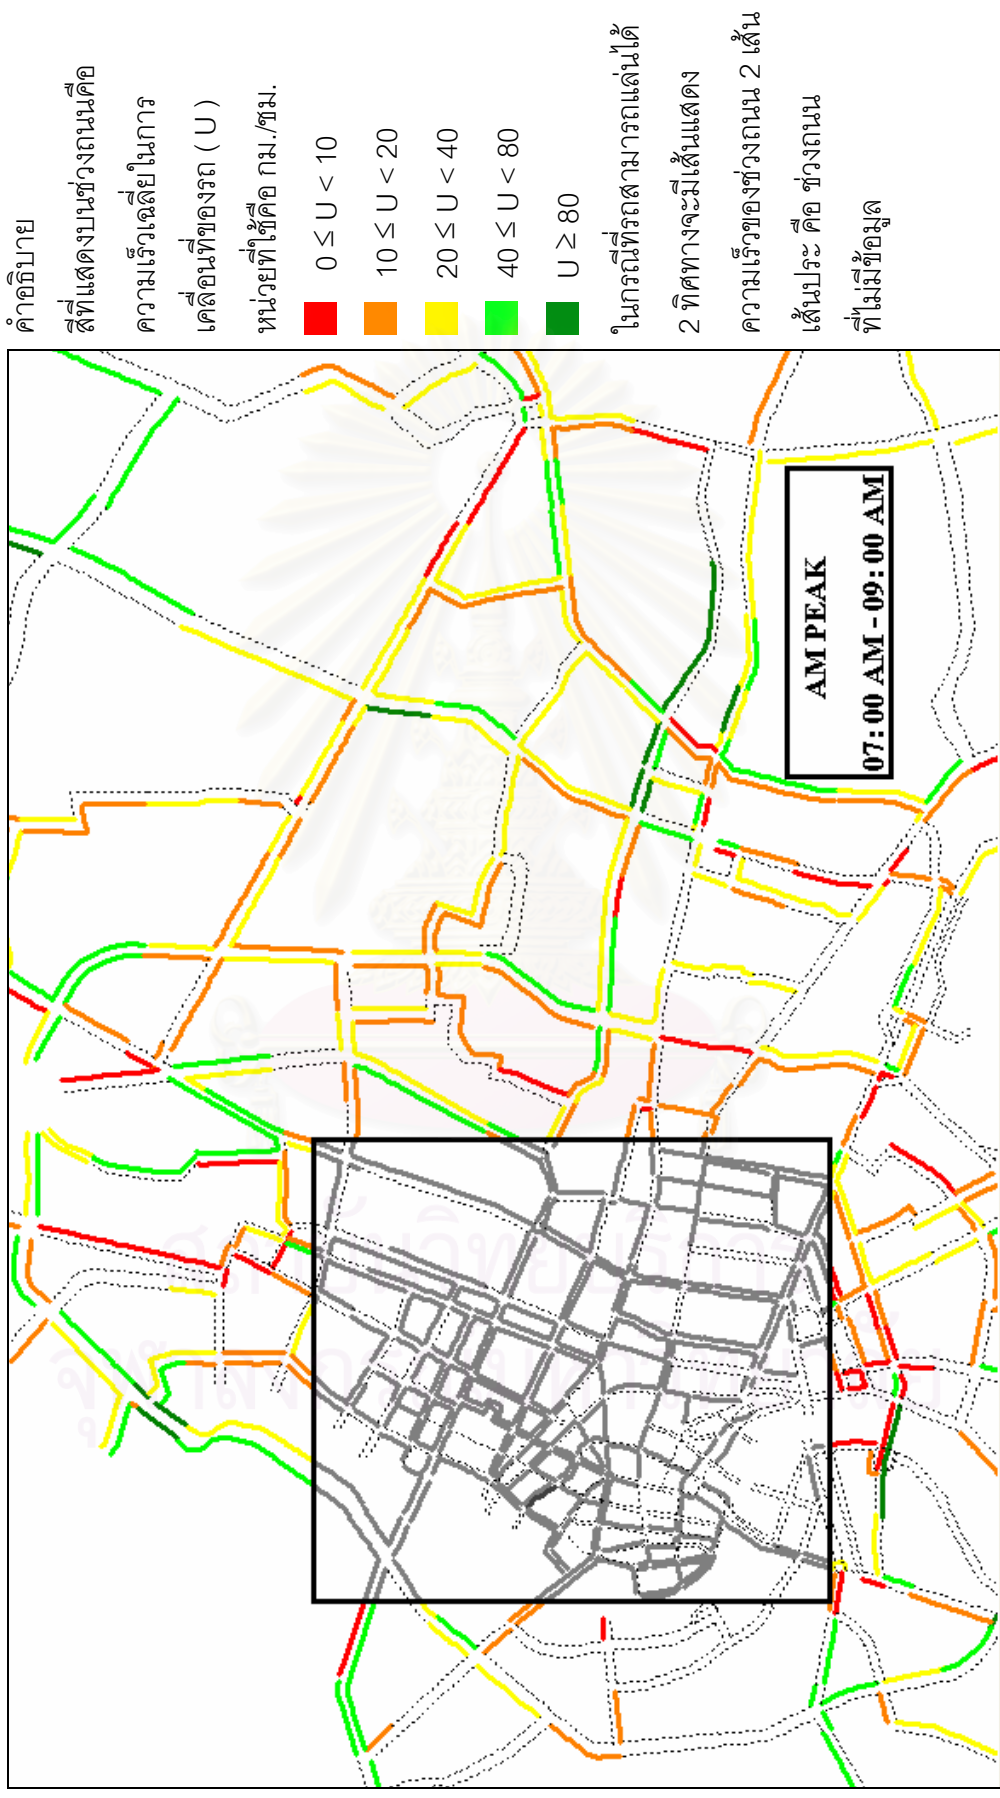 คำอธิบาย
สีที่แสดงบนช่วงถนนคือ
ความเร็วเฉลี่ยในการ
เคลื่อนที่ของรถ ( U )
หน่วยที่ใช้คือ กม./ชม.
0 ≤ U < 10
10 ≤ U < 20
20 ≤ U < 40
40 ≤ U < 80
U ≥ 80
ในกรณีที่รถสามารถแล่นได้
2 ทิศทางจะมีเส้นแสดง
ความเร็วของช่วงถนน 2 เส้น
เส้นประ คือ ช่วงถนน
ที่ไม่มีข้อมูล
AM PEAK
07:00 AM - 09:00 AM